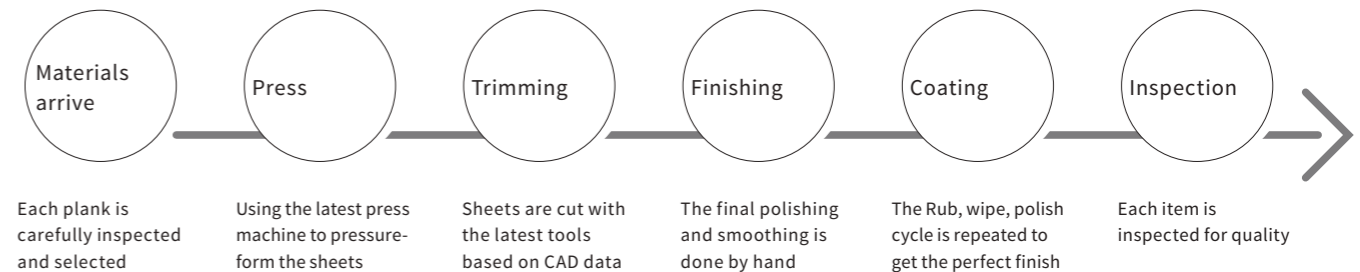 Materials
arrive
Press
Trimming
Finishing
Coating
Inspection
Each plank is
carefully inspected
and selected
Using the latest press
machine to pressure-
form the sheets
Sheets are cut with
the latest tools
based on CAD data
The final polishing
and smoothing is
done by hand
The Rub, wipe, polish
cycle is repeated to
get the perfect finish
Each item is
inspected for quality